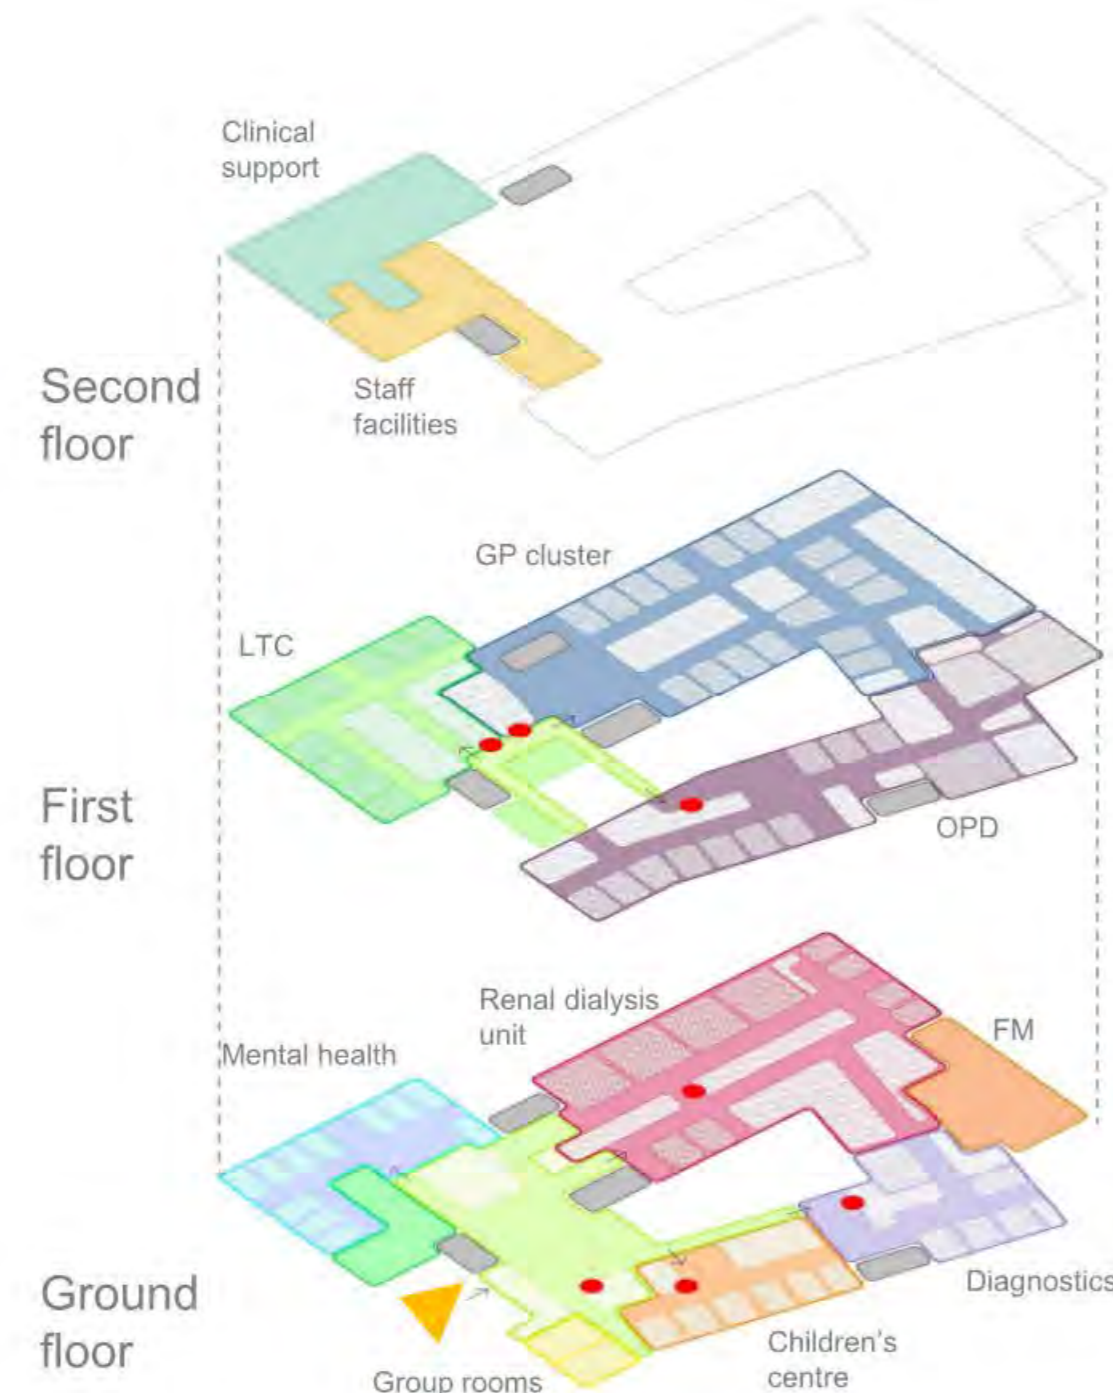 Clinical
support
Second
floor
Staff
facilities
GP cluster
LTC
First
floor
OPD
Renal dialysis
unit
FM
Mental health
Ground
floor
Diagnostics
Children's
centre
Group rooms